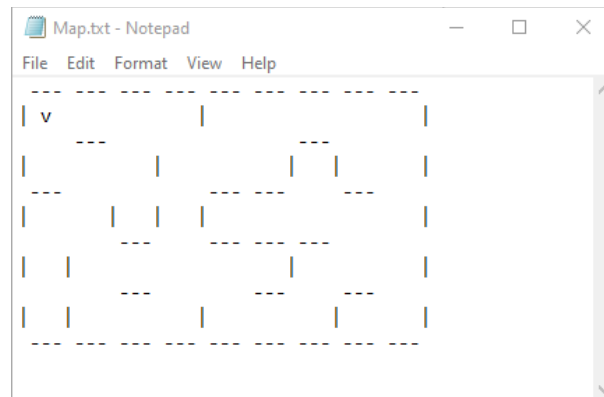 Map.txt - Notepad
File Edit Format View Help
 --- --- --- --- --- --- --- --- ---
| v             |                   |
     ---                 ---
|           |           |   |       |
 ---             --- ---     ---
|       |   |   |                   |
         ---     --- --- ---
|   |                   |           |
         ---         ---     ---
|   |           |           |       |
 --- --- --- --- --- --- --- --- ---